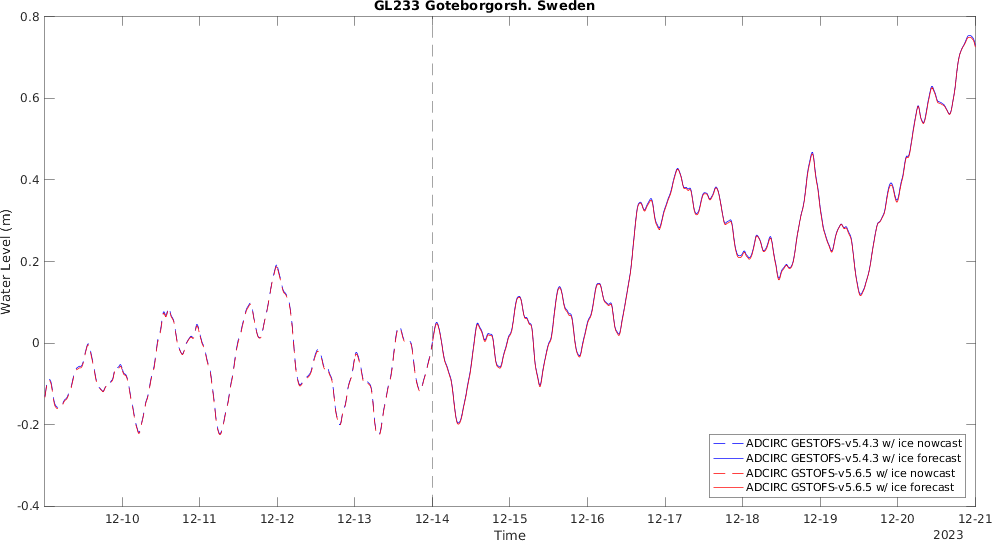 GL233 Goteborgorsh. Sweden
Water Level (m)
0.8
0.6
0.4
0.2
0
-0.2
-0.4
ADCIRC GESTOFS-v5.4.3 w/ ice nowcast
ADCIRC GESTOFS-v5.4.3 w/ ice forecast
ADCIRC GSTOFS-v5.6.5 w/ ice nowcast
ADCIRC GSTOFS-v5.6.5 w/ ice forecast
12-10 12-11 12-12 12-13 12-14 12-15 12-16 12-17 12-18 12-19 12-20 12-21
Time
2023